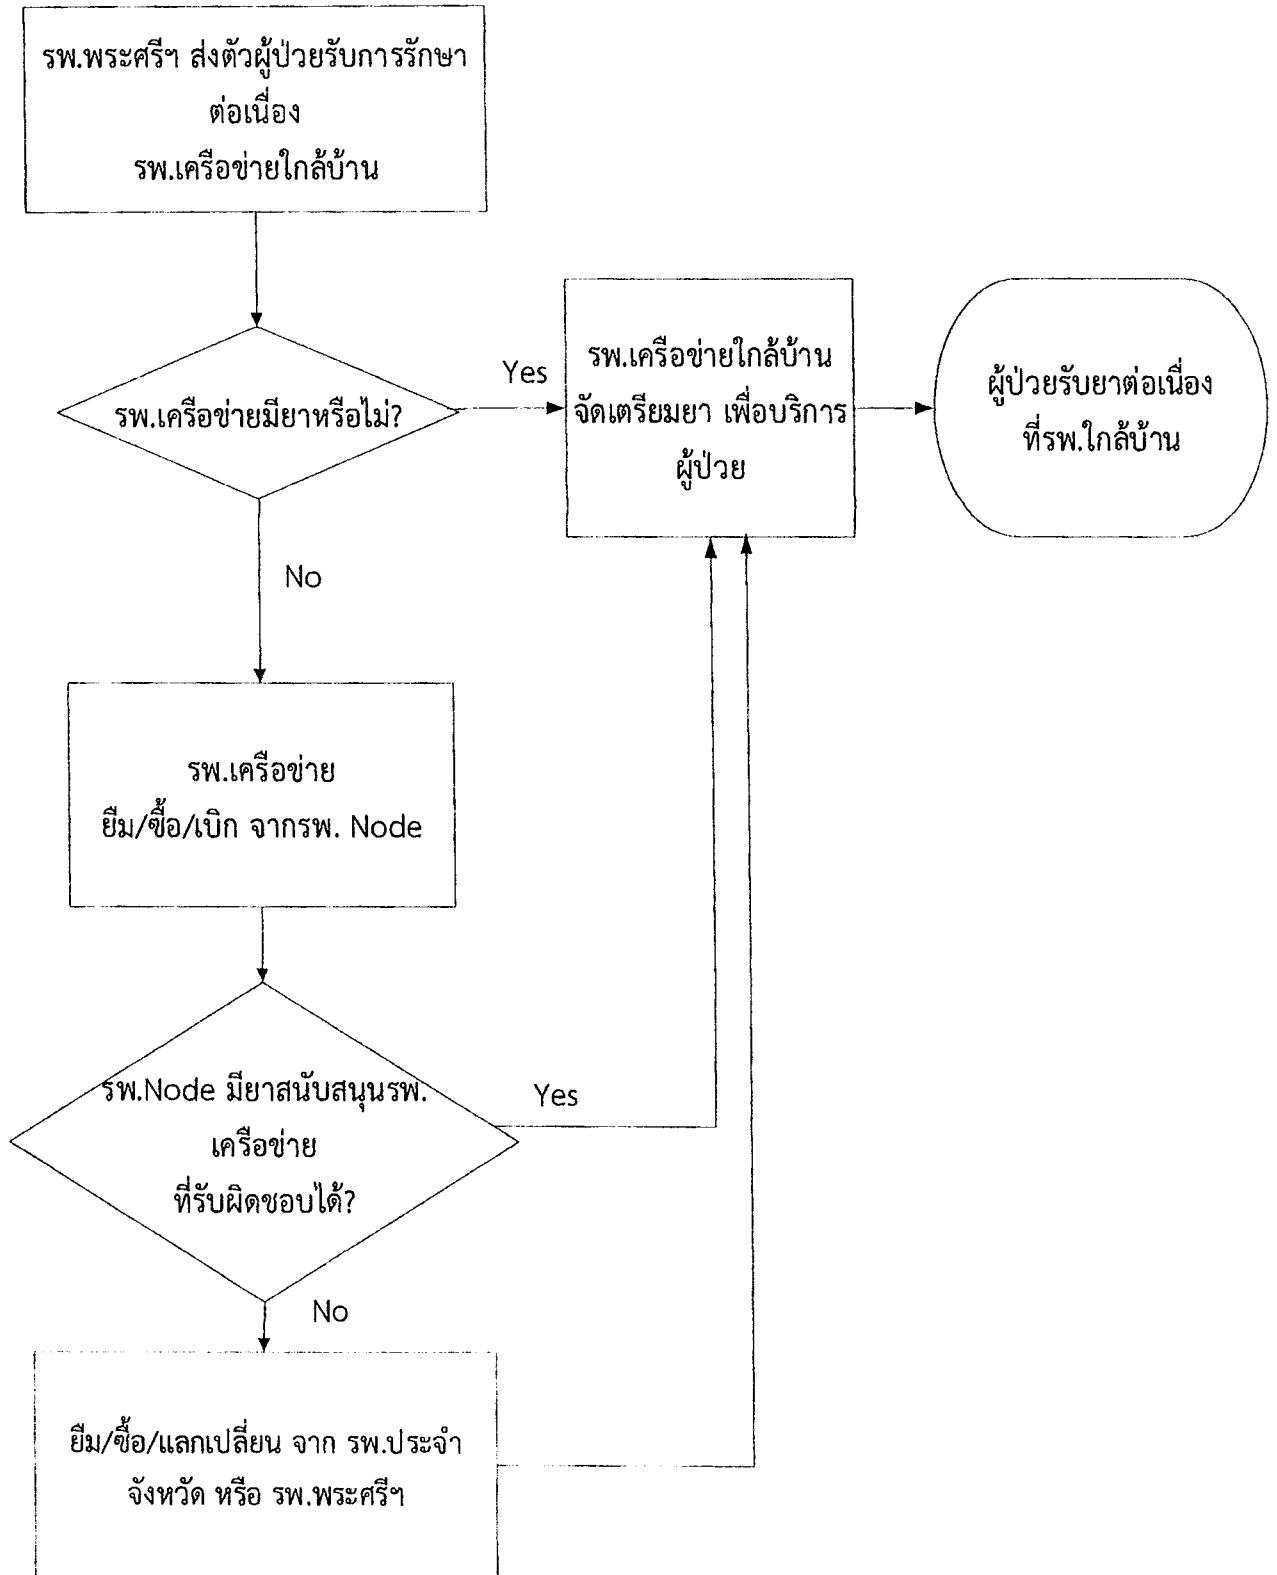 รพ.พระศรีฯ ส่งตัวผู้ป่วยรับการรักษา
ต่อเนื่อง
รพ.เครือข่ายใกล้บ้าน
รพ.เครือข่ายมียาหรือไม่?
Yes
รพ.เครือข่ายใกล้บ้าน
จัดเตรียมยา เพื่อบริการ
ผู้ป่วย
ผู้ป่วยรับยาต่อเนื่อง
ที่รพ.ใกล้บ้าน
No
รพ.เครือข่าย
ยืม/ซื้อ/เบิก จากรพ. Node
รพ.Node มียาสนับสนุนรพ.
เครือข่าย
ที่รับผิดชอบได้?
Yes
No
ยืม/ซื้อ/แลกเปลี่ยน จาก รพ.ประจำ
จังหวัด หรือ รพ.พระศรีฯ